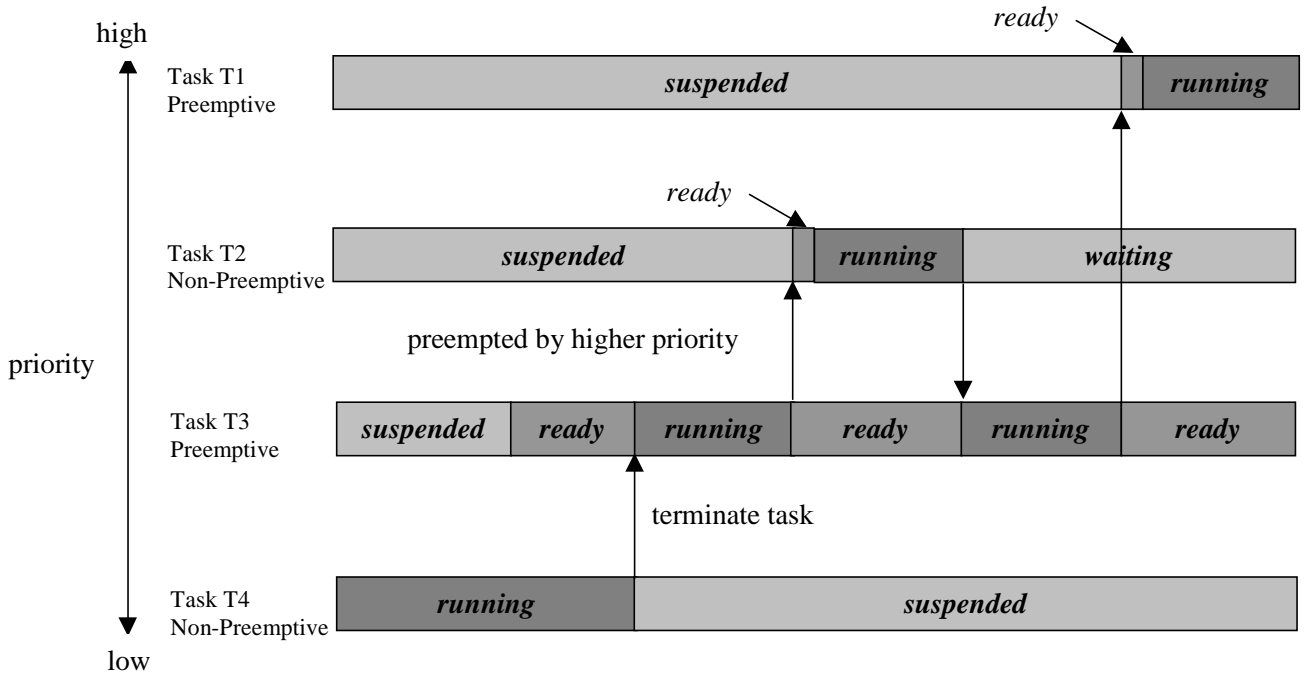 ready
high
Task T1
Preemptive
suspended
running
ready
Task T2
Non-Preemptive
suspended
running
waiting
preempted by higher priority
priority
Task T3
Preemptive
suspended
ready
running
ready
running
ready
terminate task
Task T4
Non-Preemptive
running
suspended
low